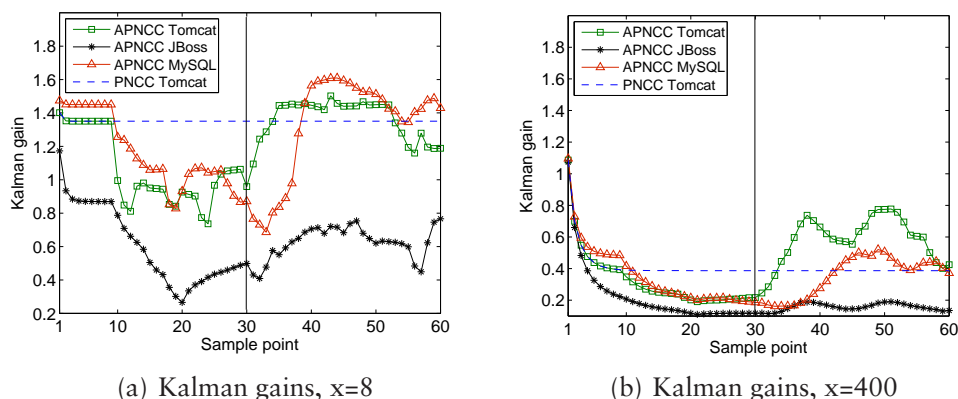 APNCC Tomcat
APNCC JBoss
APNCC MySQL
PNCC Tomcat
1.8
1.6
1.4
1.2
1
0.8
0.6
0.4
0.2
Kalman gain
1 10 20 30 40 50 60
Sample point
(a) Kalman gains, x=8
APNCC Tomcat
APNCC JBoss
APNCC MySQL
PNCC Tomcat
1.8
1.6
1.4
1.2
1
0.8
0.6
0.4
0.2
Kalman gain
1 10 20 30 40 50 60
Sample point
(b) Kalman gains, x=400